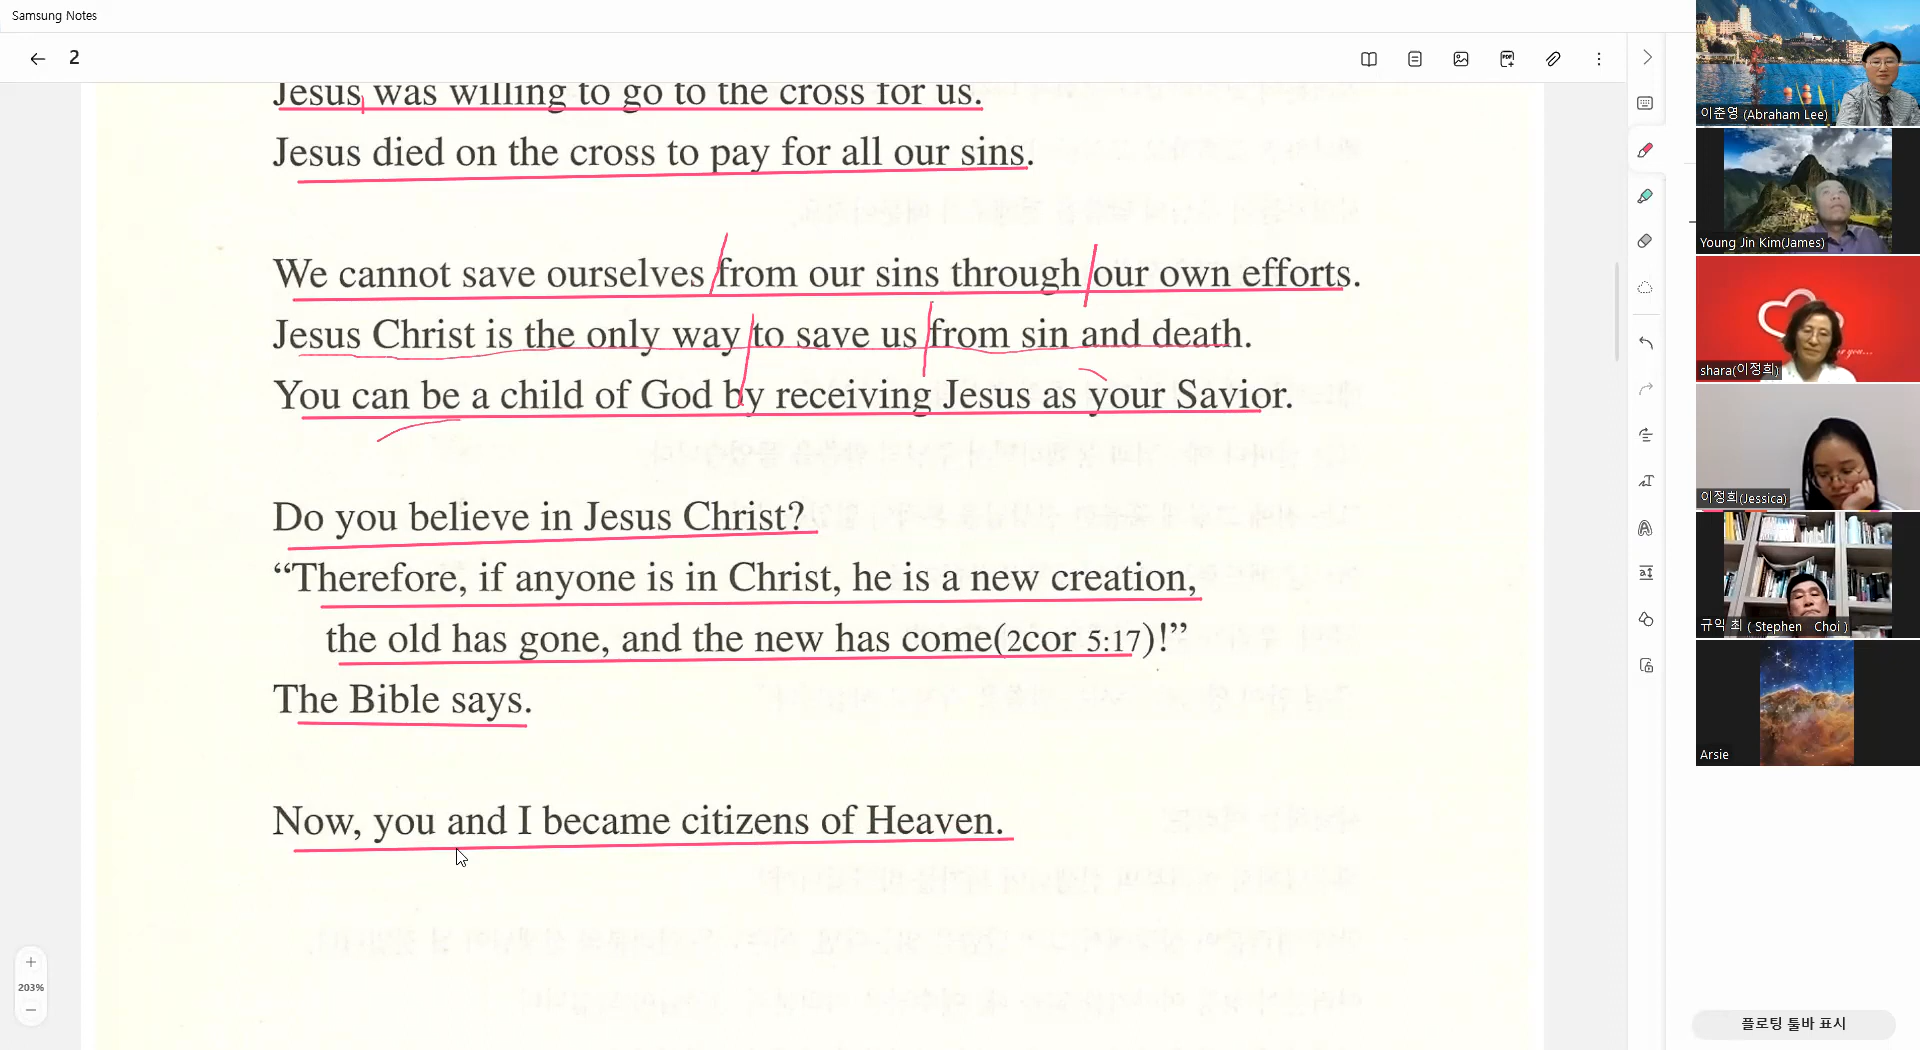 Samsung Notes
2
Jesus was willing to go to the cross for us.
Jesus died on the cross to pay for all our sins.
We cannot save ourselves from our sins through our own efforts.
Jesus Christ is the only way to save us from sin and death.
You can be a child of God by receiving Jesus as your Savior.
Do you believe in Jesus Christ?
“Therefore, if anyone is in Christ, he is a new creation,
the old has gone, and the new has come(2cor 5:17)!”
The Bible says.
Now, you and I became citizens of Heaven.
203%
이춘영 (Abraham Lee)
Young Jin Kim(James)
shara(이정희)
이정희(Jessica)
규익 최 ( Stephen Choi )
Arsie
플로팅 툴바 표시